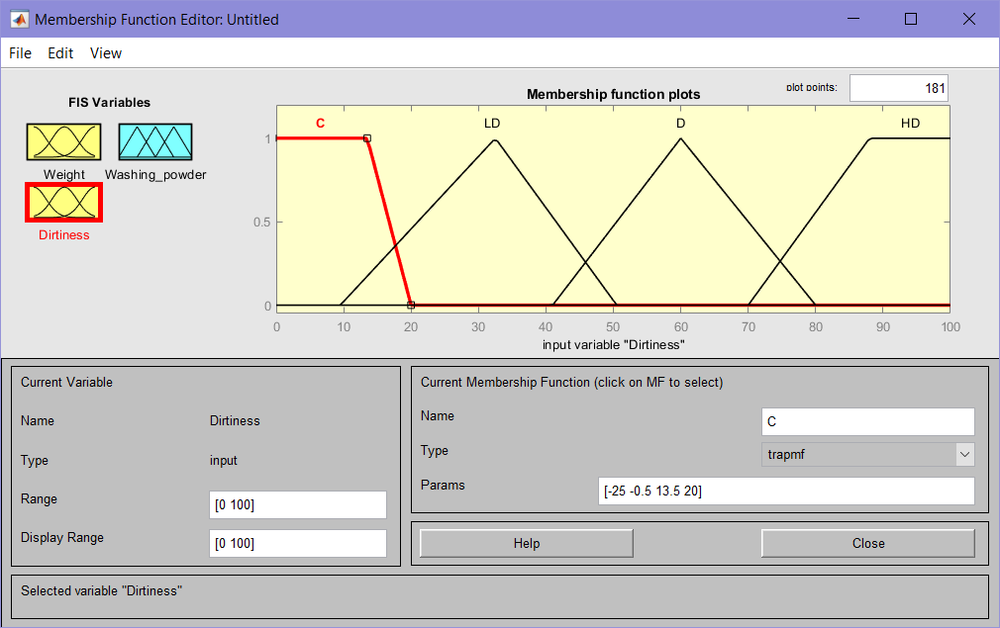 Membership Function Editor: Untitled
File Edit View
FIS Variables
Weight
Washing_powder
Dirtiness
Membership function plots
plot points:
181
C
LD
D
HD
1
0.5
0
0 10 20 30 40 50 60 70 80 90 100
input variable "Dirtiness"
Current Variable
Name Dirtiness
Type input
Range [0 100]
Display Range [0 100]
Current Membership Function (click on MF to select)
Name C
Type trapmf
Params [-25 -0.5 13.5 20]
Help Close
Selected variable "Dirtiness"